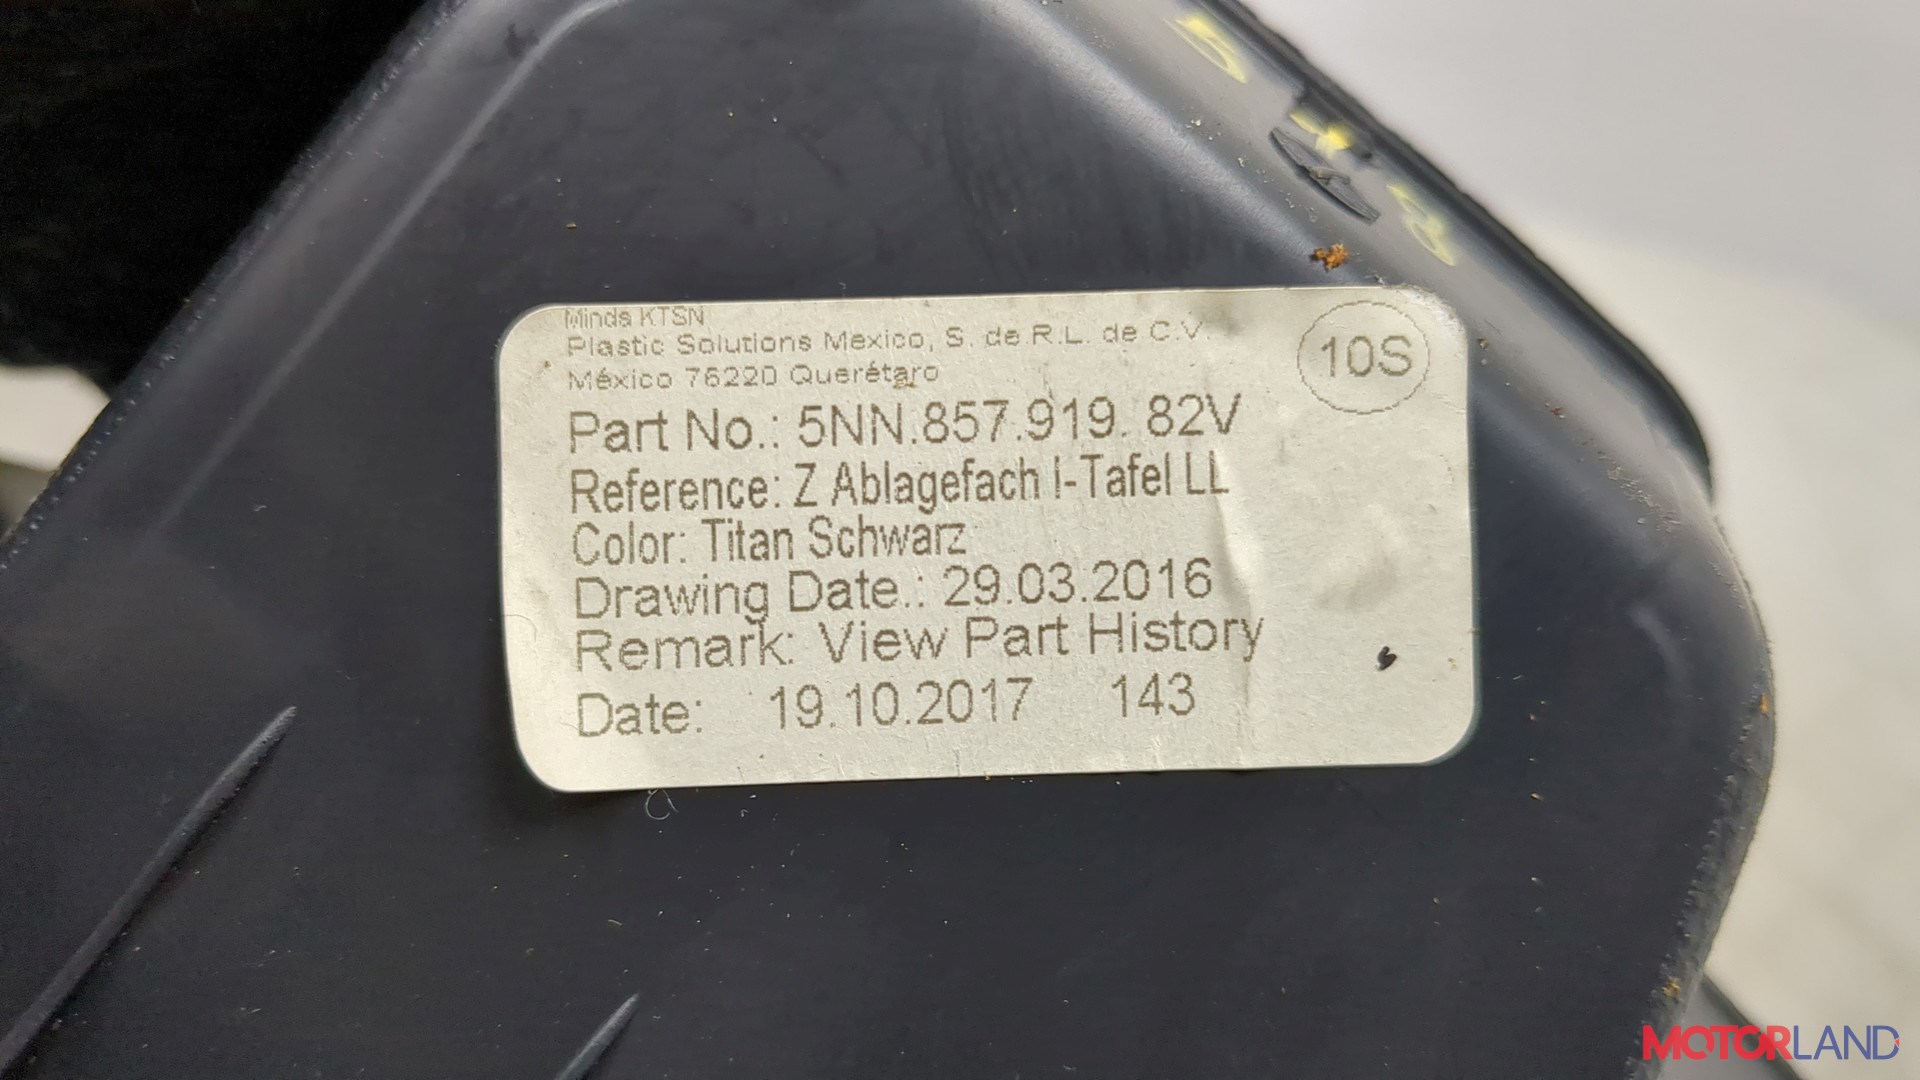 Minda KTSN
Plastic Solutions Mexico, S. de R.L. de C.V.
México 76220 Querétaro
10S
Part No.: 5NN.857.919. 82V
Reference: Z Ablagefach I-Tafel LL
Color: Titan Schwarz
Drawing Date.: 29.03.2016
Remark: View Part History
Date: 19.10.2017 143
MOTORLAND